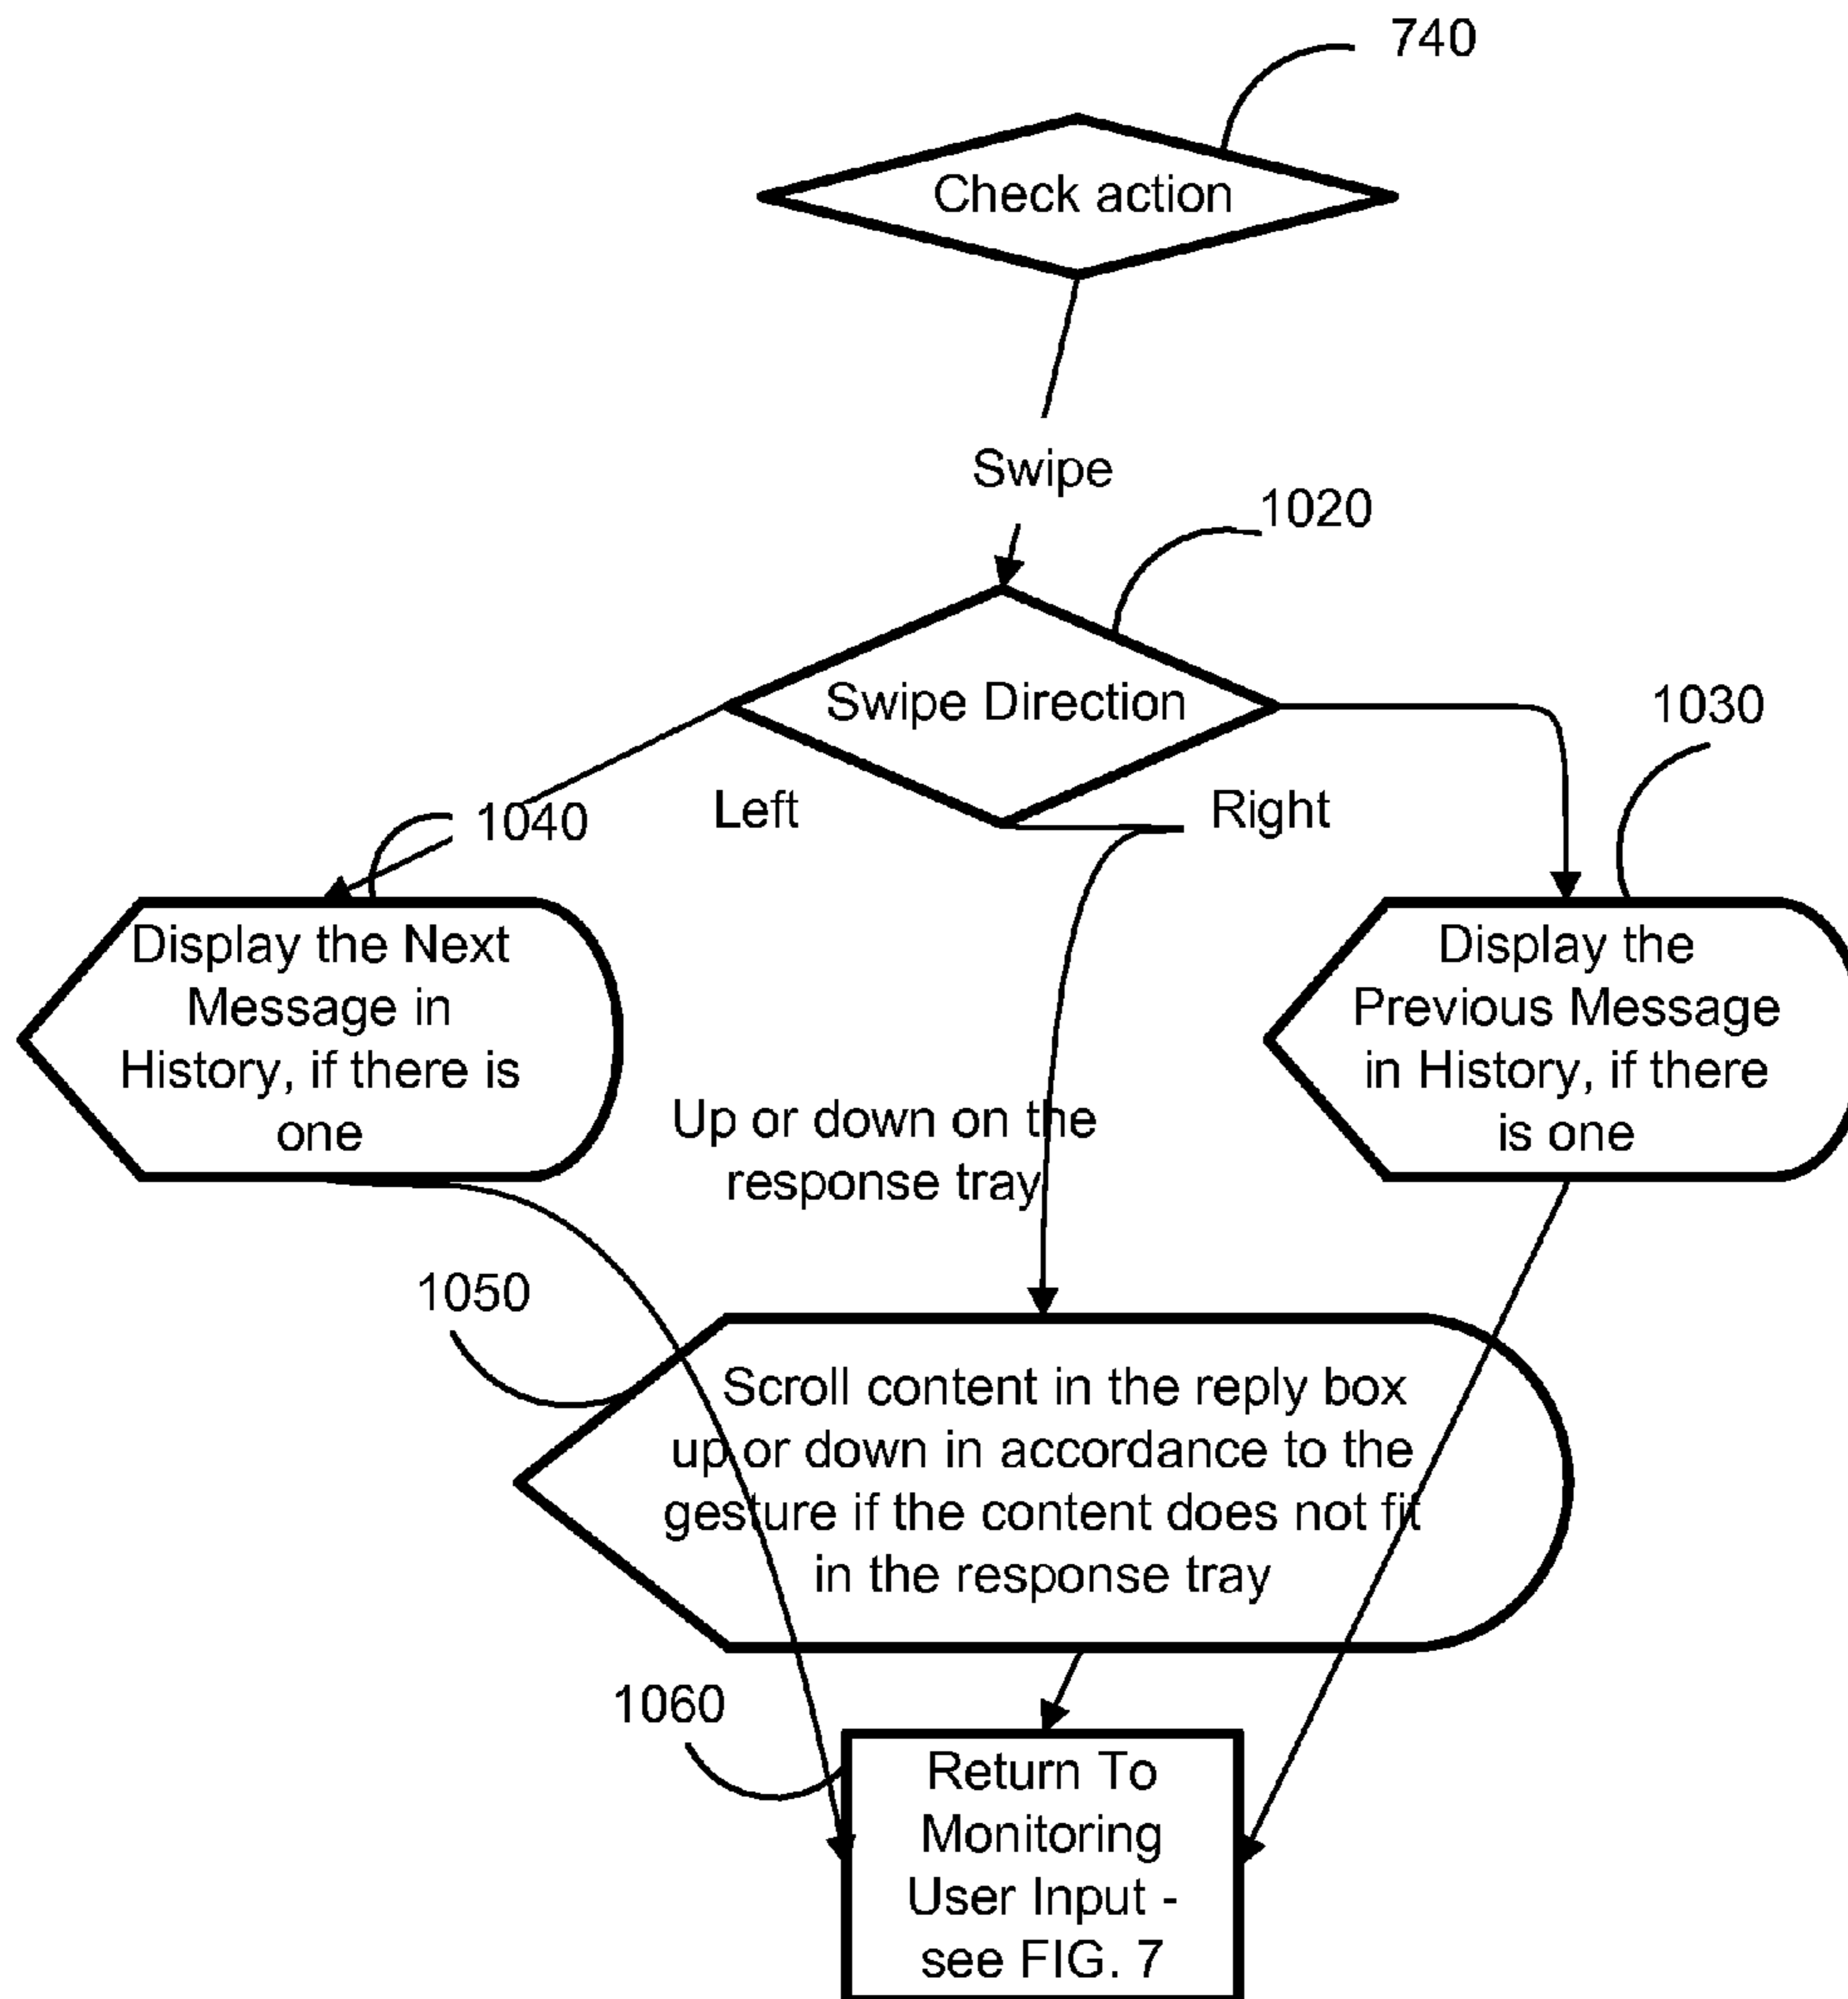 740
Check action
Swipe
1020
Swipe Direction
1030
Left
Right
1040
Display the Next
Message in
History, if there is
one
Display the
Previous Message
in History, if there
is one
Up or down on the
response tray
1050
Scroll content in the reply box
up or down in accordance to the
gesture if the content does not fit
in the response tray
1060
Return To
Monitoring
User Input -
see FIG. 7